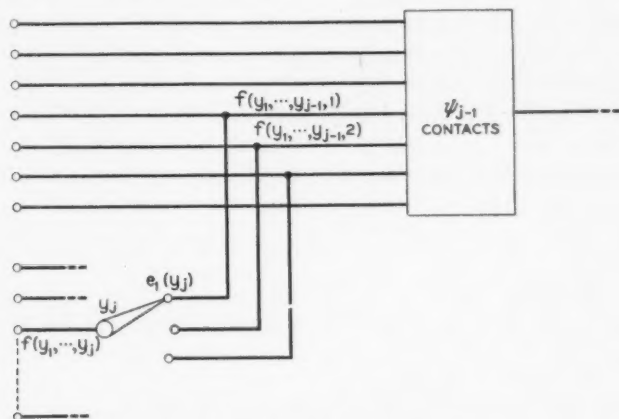 f(y₁,⋯,yⱼ₋₁,1)
f(y₁,⋯,yⱼ₋₁,2)
ψⱼ₋₁
CONTACTS
e₁(yⱼ)
yⱼ
f(y₁,⋯,yⱼ)